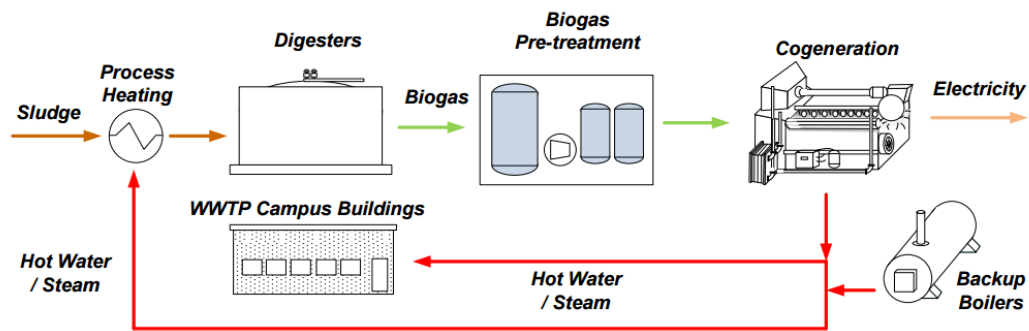 Sludge
Process
Heating
Digesters
Biogas
Biogas
Pre-treatment
Cogeneration
Electricity
WWTP Campus Buildings
Hot Water
/ Steam
Hot Water
/ Steam
Backup
Boilers